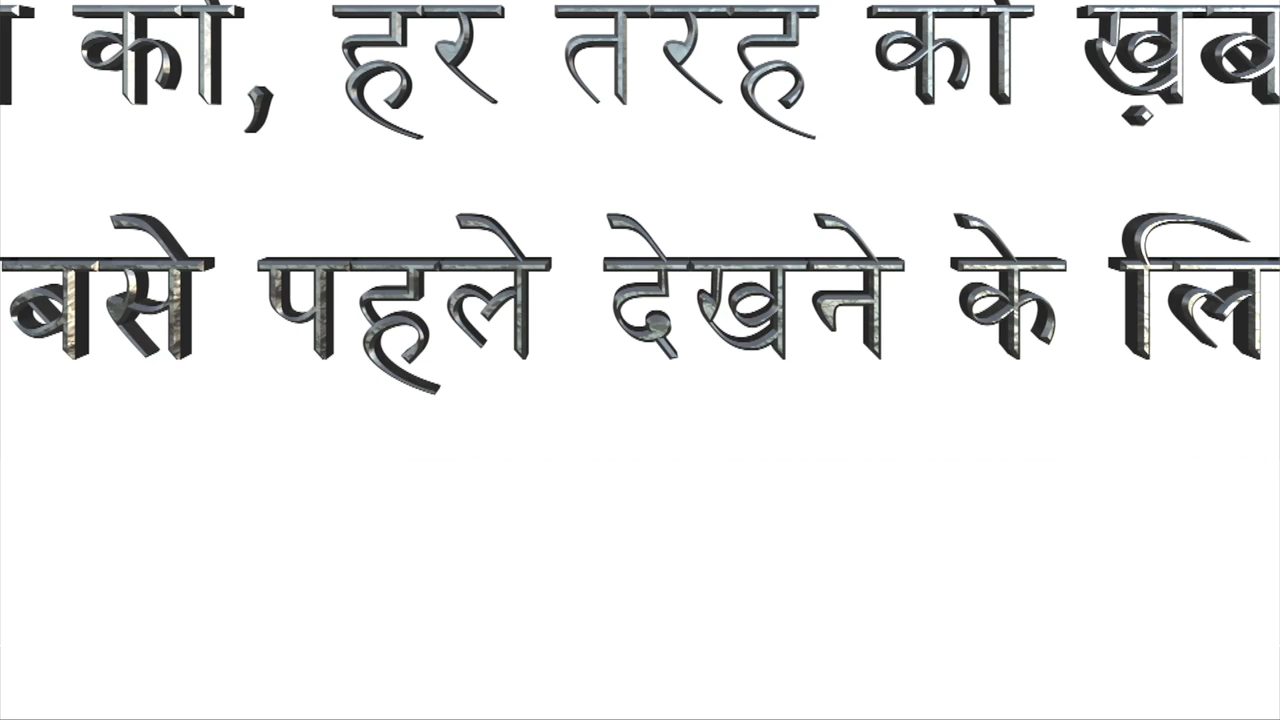 हर तरह की ख़ब
बसे पहले देखने के लि